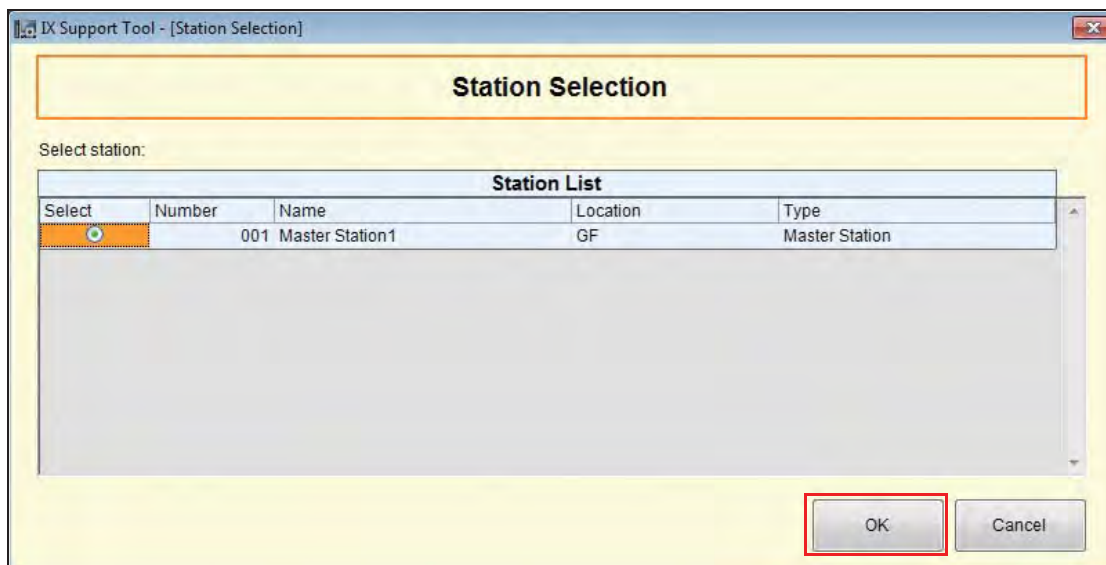 IX Support Tool - [Station Selection]
Station Selection
Select station:
Station List
Select Number Name Location Type
001 Master Station1 GF Master Station
OK Cancel